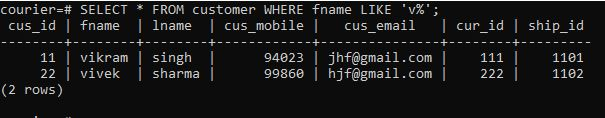 courier=# SELECT * FROM customer WHERE fname LIKE 'v%';
 cus_id | fname  | lname  | cus_mobile |   cus_email   | cur_id | ship_id
--------+--------+--------+------------+---------------+--------+---------
     11 | vikram | singh  |      94023 | jhf@gmail.com |    111 |    1101
     22 | vivek  | sharma |      99860 | hjf@gmail.com |    222 |    1102
(2 rows)